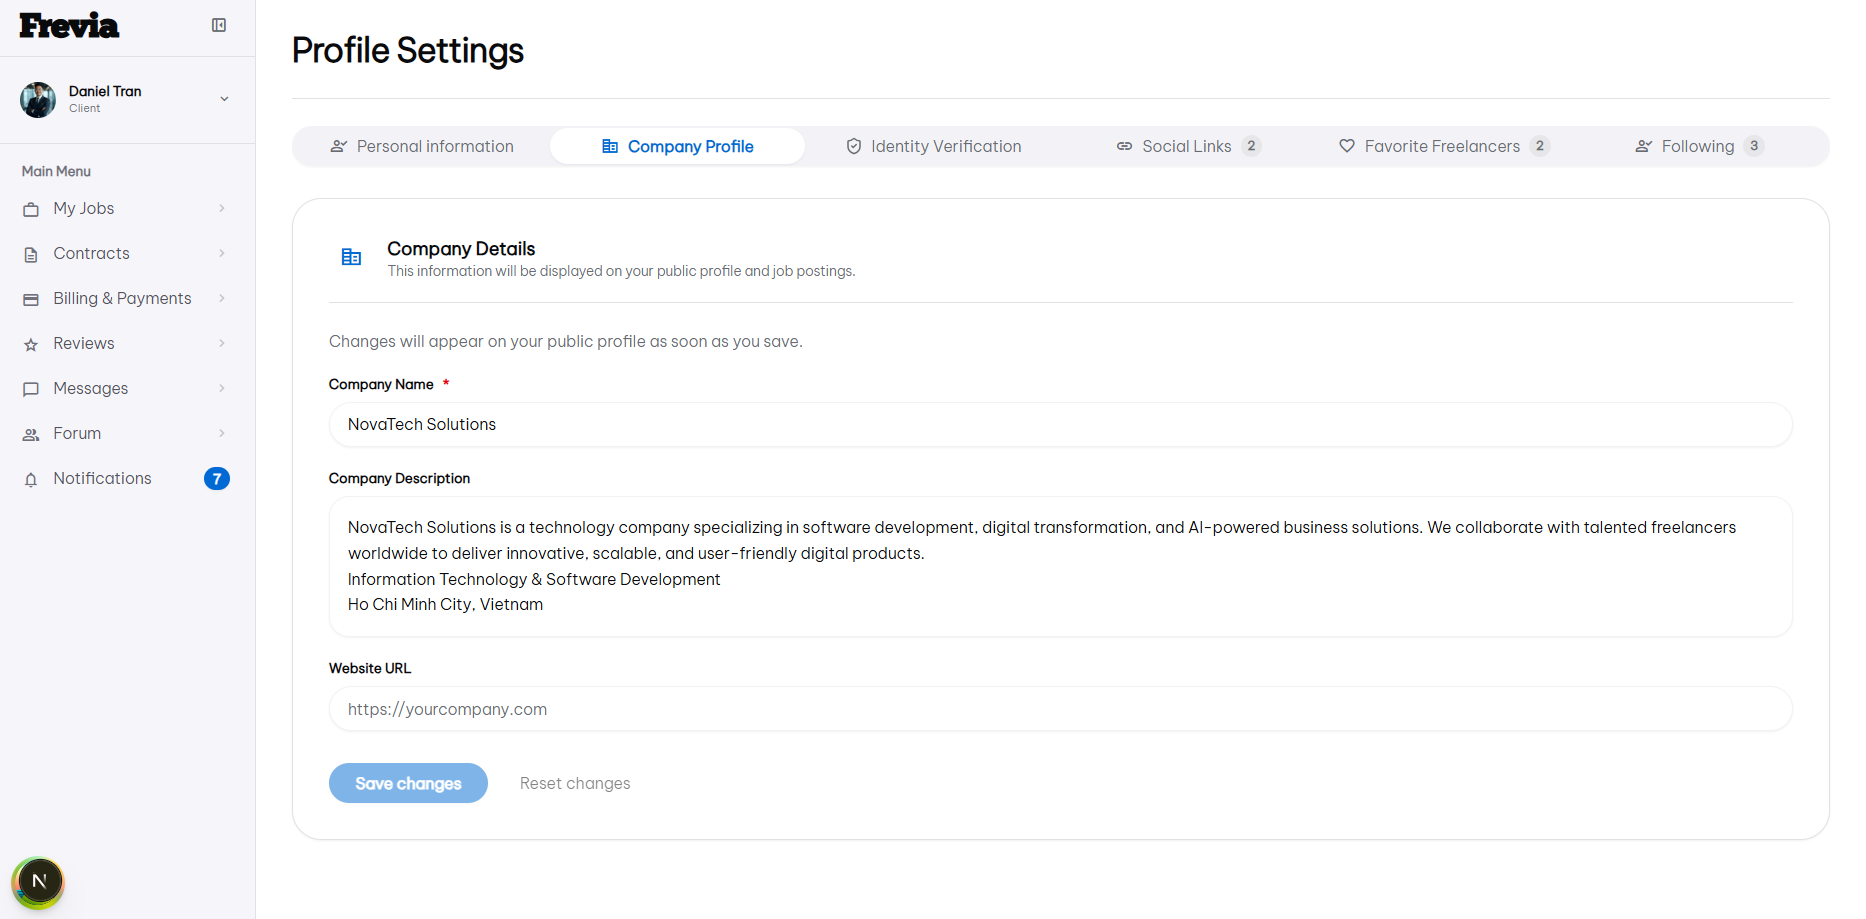 Frevia
Daniel Tran
Client
Main Menu
My Jobs
Contracts
Billing & Payments
Reviews
Messages
Forum
Notifications 7
N
Profile Settings
Personal information
Company Profile
Identity Verification
Social Links 2
Favorite Freelancers 2
Following 3
Company Details
This information will be displayed on your public profile and job postings.
Changes will appear on your public profile as soon as you save.
Company Name *
NovaTech Solutions
Company Description
NovaTech Solutions is a technology company specializing in software development, digital transformation, and AI-powered business solutions. We collaborate with talented freelancers
worldwide to deliver innovative, scalable, and user-friendly digital products.
Information Technology & Software Development
Ho Chi Minh City, Vietnam
Website URL
https://yourcompany.com
Save changes
Reset changes